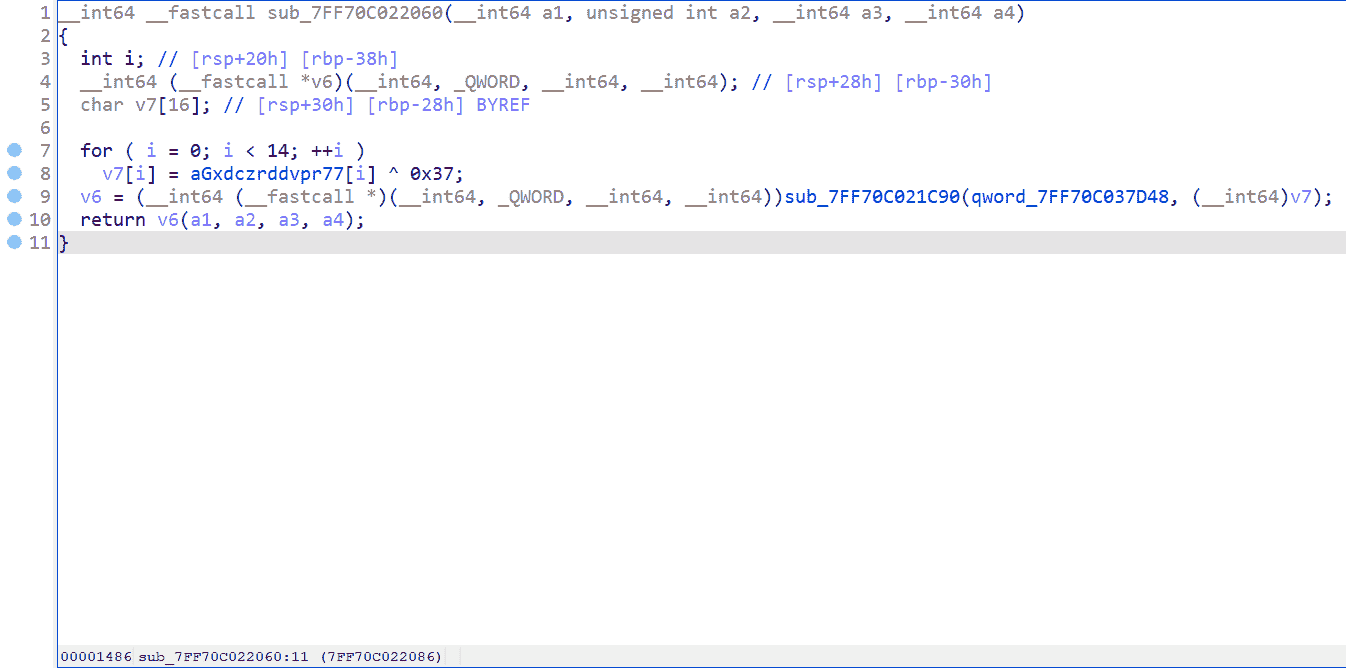 1 __int64 __fastcall sub_7FF70C022060(__int64 a1, unsigned int a2, __int64 a3, __int64 a4)
2 {
3 int i; // [rsp+20h] [rbp-38h]
4 __int64 (__fastcall *v6)(__int64, _QWORD, __int64, __int64); // [rsp+28h] [rbp-30h]
5 char v7[16]; // [rsp+30h] [rbp-28h] BYREF
6
7 for ( i = 0; i < 14; ++i )
8 v7[i] = aGxdczrddvpr77[i] ^ 0x37;
9 v6 = (__int64 (__fastcall *)(__int64, _QWORD, __int64, __int64))sub_7FF70C021C90(qword_7FF70C037D48, (__int64)v7);
10 return v6(a1, a2, a3, a4);
11 }
00001486 sub_7FF70C022060:11 (7FF70C022086)